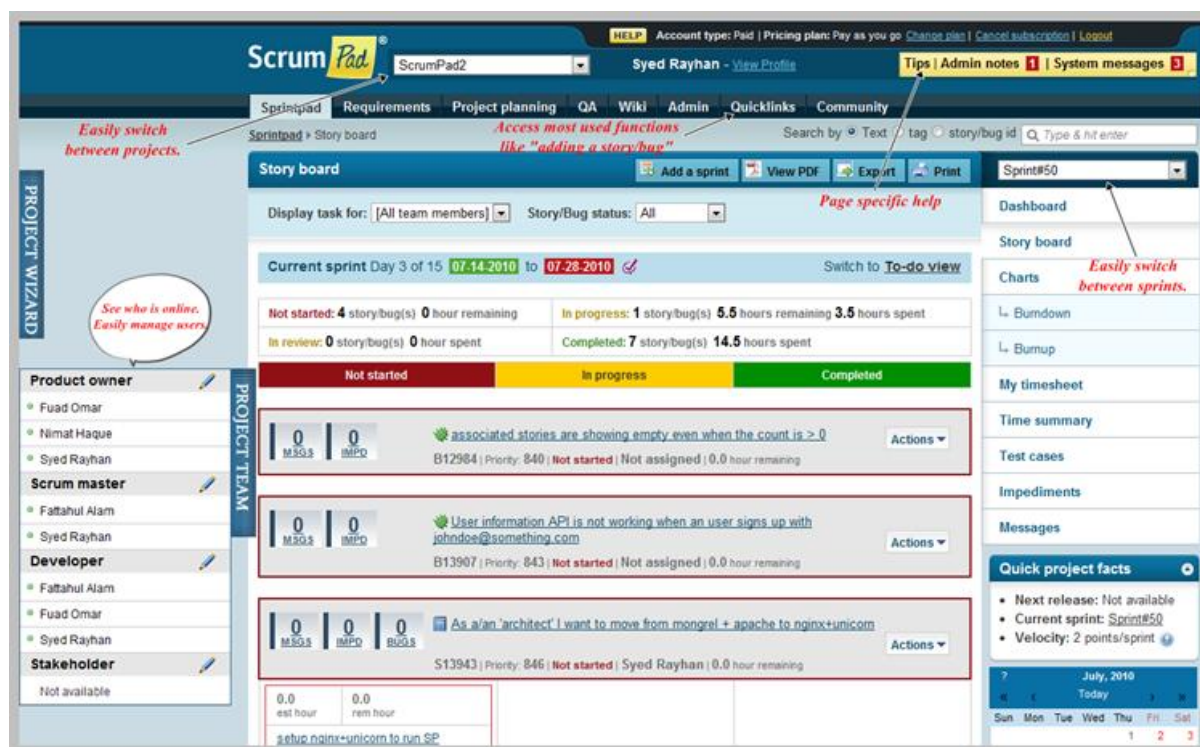 HELP Account type: Paid | Pricing plan: Pay as you go Change plan | Cancel subscription | Logout
Scrum Pad ®
ScrumPad2
Syed Rayhan - View Profile
Tips | Admin notes 1 | System messages 3
Sprintpad Requirements Project planning QA Wiki Admin Quicklinks Community
Easily switch
between projects.
Sprintpad > Story board
Access most used functions
like "adding a story/bug"
Search by Text tag story/bug id Type & hit enter
Story board
Add a sprint View PDF Export Print
Page specific help
Display task for: [All team members] Story/Bug status: All
Current sprint Day 3 of 15 07-14-2010 to 07-28-2010
Switch to To-do view
Not started: 4 story/bug(s) 0 hour remaining
In progress: 1 story/bug(s) 5.5 hours remaining 3.5 hours spent
In review: 0 story/bug(s) 0 hour spent
Completed: 7 story/bug(s) 14.5 hours spent
Not started In progress Completed
0 MSGS 0 IMPD
associated stories are showing empty even when the count is > 0
Actions
B12984 | Priority: 840 | Not started | Not assigned | 0.0 hour remaining
0 MSGS 0 IMPD
User information API is not working when an user signs up with
johndoe@something.com
Actions
B13907 | Priority: 843 | Not started | Not assigned | 0.0 hour remaining
0 MSGS 0 IMPD 0 BUGS
As a/an 'architect' I want to move from mongrel + apache to nginx+unicorn
Actions
S13943 | Priority: 846 | Not started | Syed Rayhan | 0.0 hour remaining
0.0 0.0
est hour rem hour
setup nginx+unicorn to run SP
PROJECT WIZARD
See who is online.
Easily manage users.
PROJECT TEAM
Product owner
Fuad Omar
Nimat Haque
Syed Rayhan
Scrum master
Fattahul Alam
Syed Rayhan
Developer
Fattahul Alam
Fuad Omar
Syed Rayhan
Stakeholder
Not available
Sprint#50
Dashboard
Story board
Easily switch
between sprints.
Charts
Burndown
Burnup
My timesheet
Time summary
Test cases
Impediments
Messages
Quick project facts
Next release: Not available
Current sprint: Sprint#50
Velocity: 2 points/sprint
? July, 2010
« ‹ Today › »
Sun Mon Tue Wed Thu Fri Sat
1 2 3